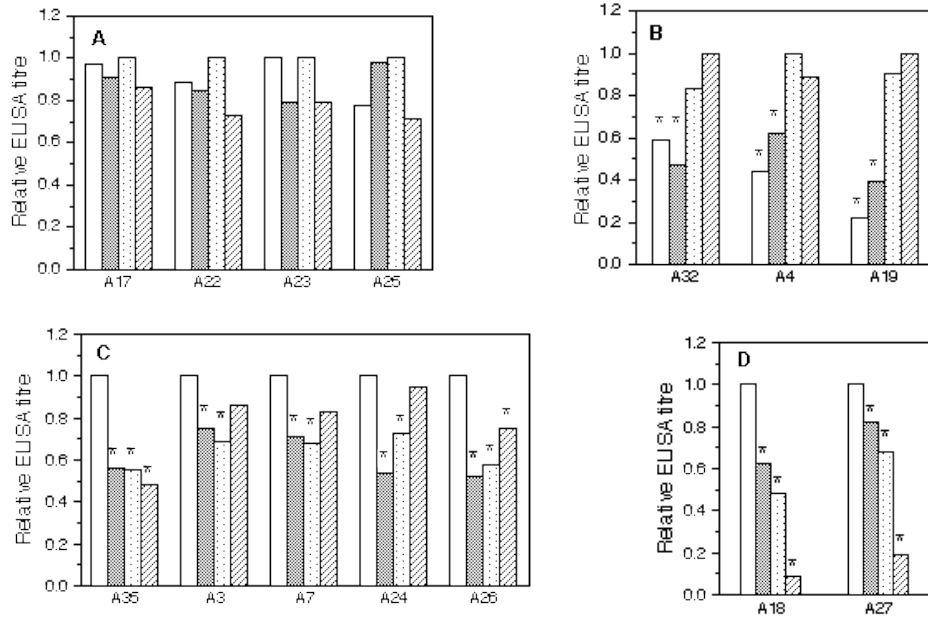 A
Relative ELISA titre
1.2
1.0
0.8
0.6
0.4
0.2
0.0
A17 A22 A23 A25
B
Relative ELISA titre
1.2
1.0
0.8
0.6
0.4
0.2
0.0
* * * * * *
A32 A4 A19
C
Relative ELISA titre
1.2
1.0
0.8
0.6
0.4
0.2
0.0
* * * * * * * * * * * *
A35 A3 A7 A24 A26
D
Relative ELISA titre
1.2
1.0
0.8
0.6
0.4
0.2
0.0
* * * * * *
A18 A27